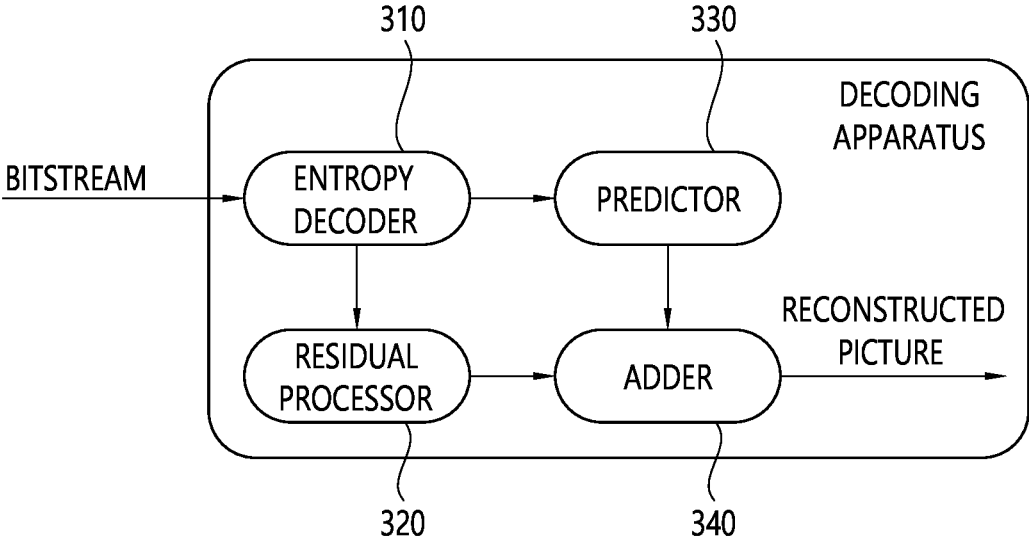 310
330
DECODING
APPARATUS
BITSTREAM
ENTROPY
DECODER
PREDICTOR
RECONSTRUCTED
PICTURE
RESIDUAL
PROCESSOR
ADDER
320
340